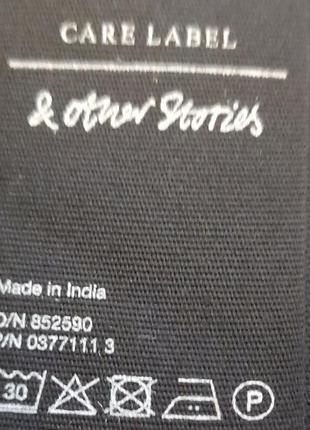 CARE LABEL
& other Stories
Made in India
O/N 852590
P/N 0377111 3
30
P